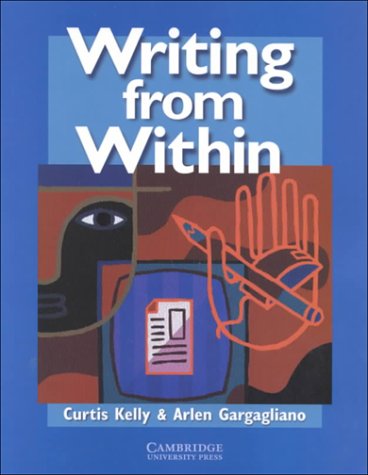 Writing
from
Within
Curtis Kelly & Arlen Gargagliano
CAMBRIDGE
UNIVERSITY PRESS